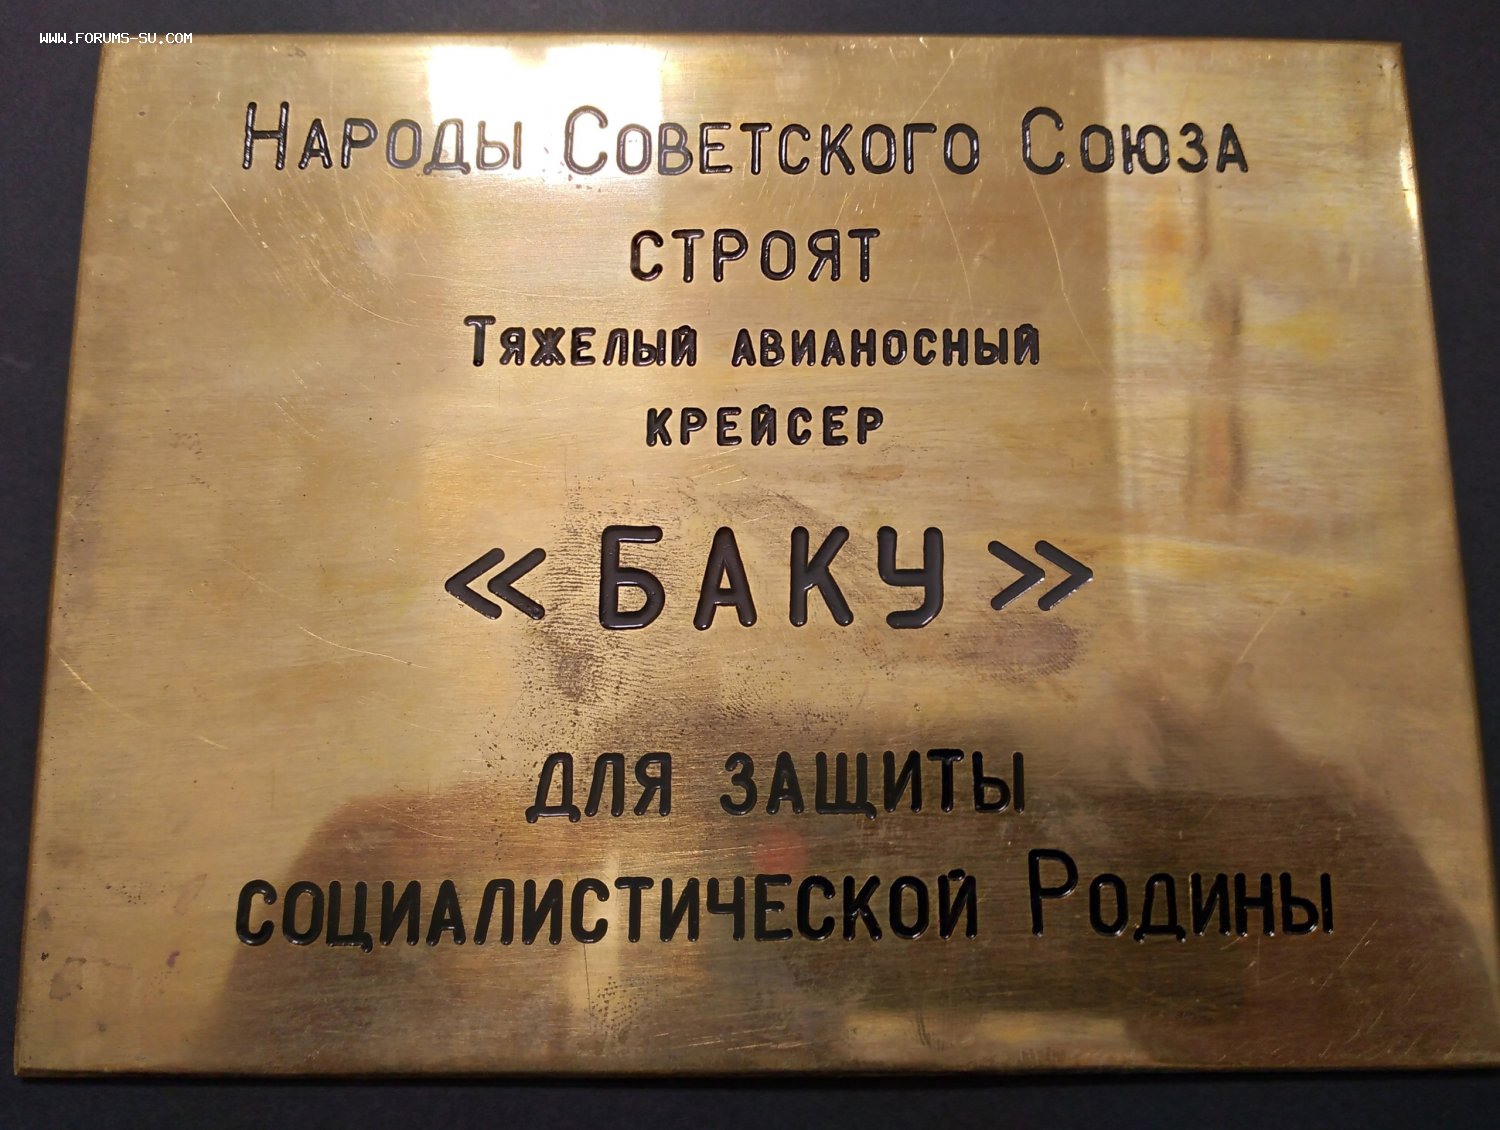 WWW.FORUMS-SU.COM
Народы Советского Союза
строят
Тяжелый авианосный
крейсер
«БАКУ»
для защиты
социалистической Родины